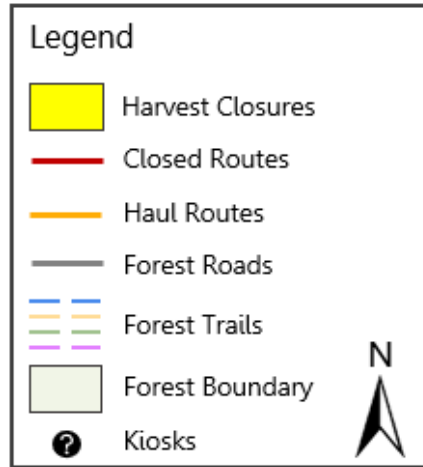 Legend
Harvest Closures
Closed Routes
Haul Routes
Forest Roads
Forest Trails
Forest Boundary
? Kiosks
N